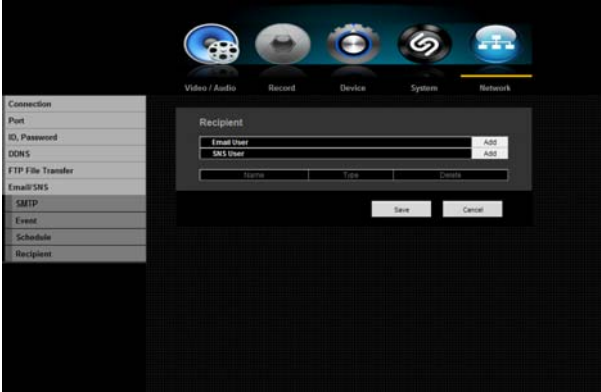 Video / Audio Record Device System Network
Connection
Port
ID, Password
DDNS
FTP File Transfer
Email/SNS
SMTP
Event
Schedule
Recipient
Recipient
Email User Add
SNS User Add
Name Type Delete
Save Cancel